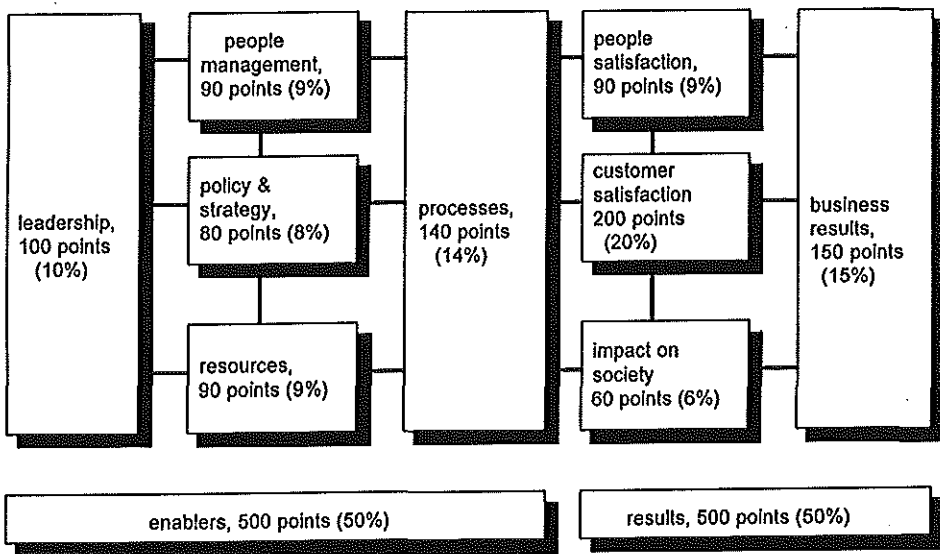 leadership,
100 points
(10%)
people
management,
90 points (9%)
policy &
strategy,
80 points (8%)
resources,
90 points (9%)
processes,
140 points
(14%)
people
satisfaction,
90 points (9%)
customer
satisfaction
200 points
(20%)
impact on
society
60 points (6%)
business
results,
150 points
(15%)
enablers, 500 points (50%)
results, 500 points (50%)